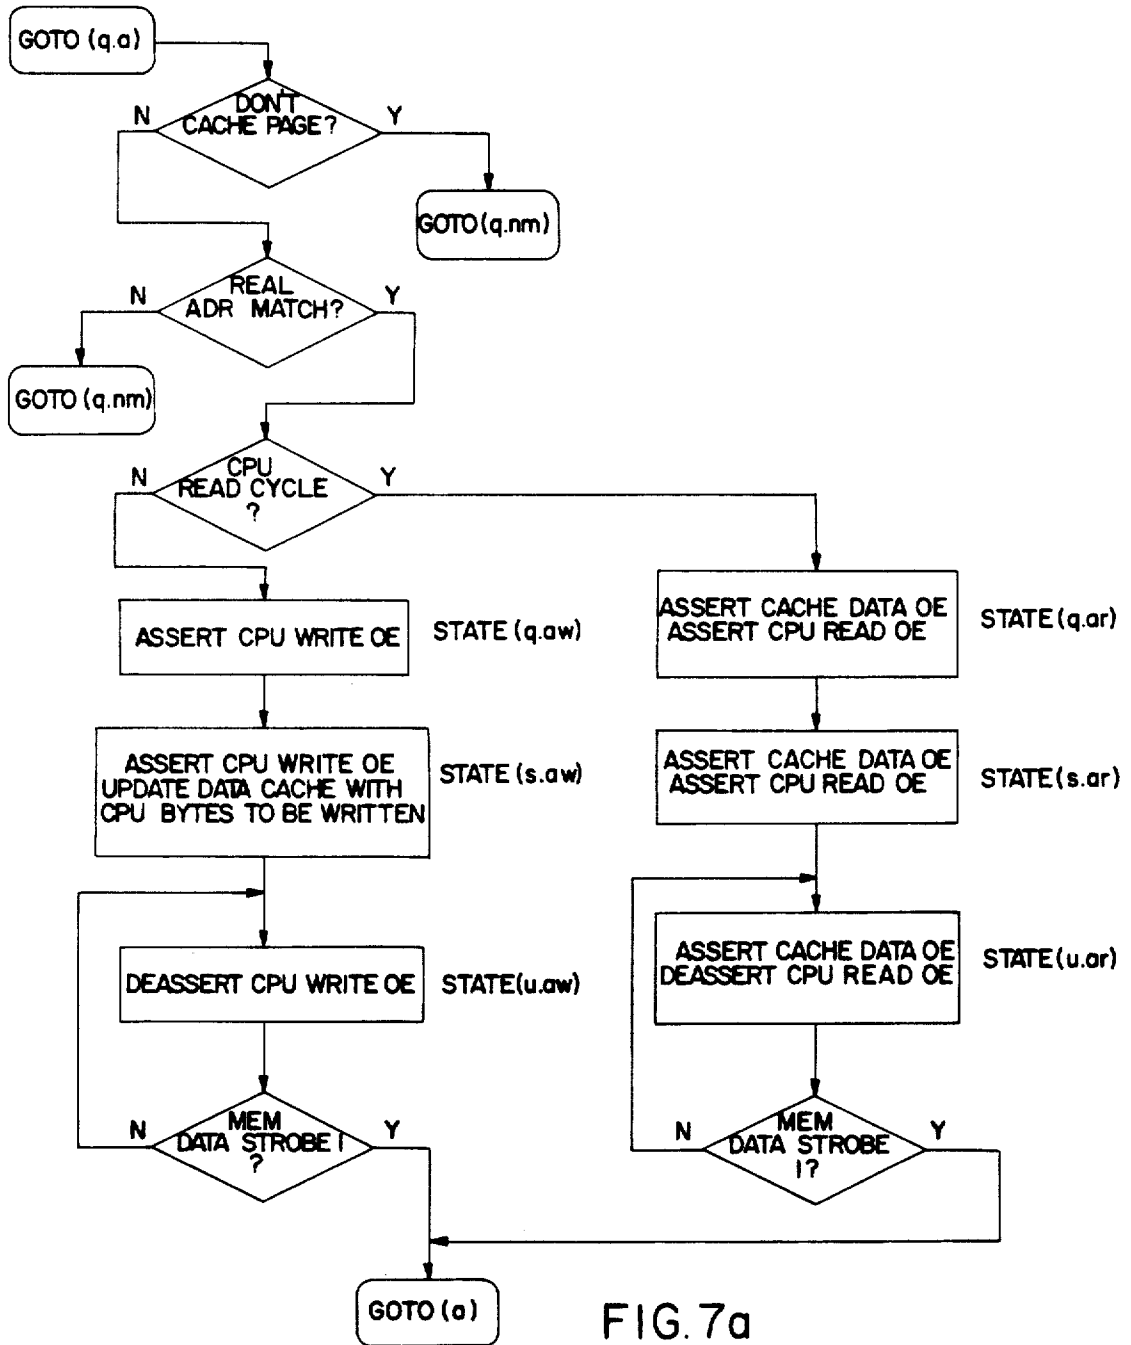 GOTO (q.a)
DON'T
CACHE PAGE?
N
Y
GOTO (q.nm)
REAL
ADR MATCH?
N
Y
GOTO (q.nm)
CPU
READ CYCLE
?
N
Y
ASSERT CPU WRITE OE
STATE (q.aw)
ASSERT CACHE DATA OE
ASSERT CPU READ OE
STATE (q.ar)
ASSERT CPU WRITE OE
UPDATE DATA CACHE WITH
CPU BYTES TO BE WRITTEN
STATE (s.aw)
ASSERT CACHE DATA OE
ASSERT CPU READ OE
STATE (s.ar)
DEASSERT CPU WRITE OE
STATE (u.aw)
ASSERT CACHE DATA OE
DEASSERT CPU READ OE
STATE (u.ar)
MEM
DATA STROBE 1
?
N
Y
MEM
DATA STROBE
1?
N
Y
GOTO (a)
FIG. 7a